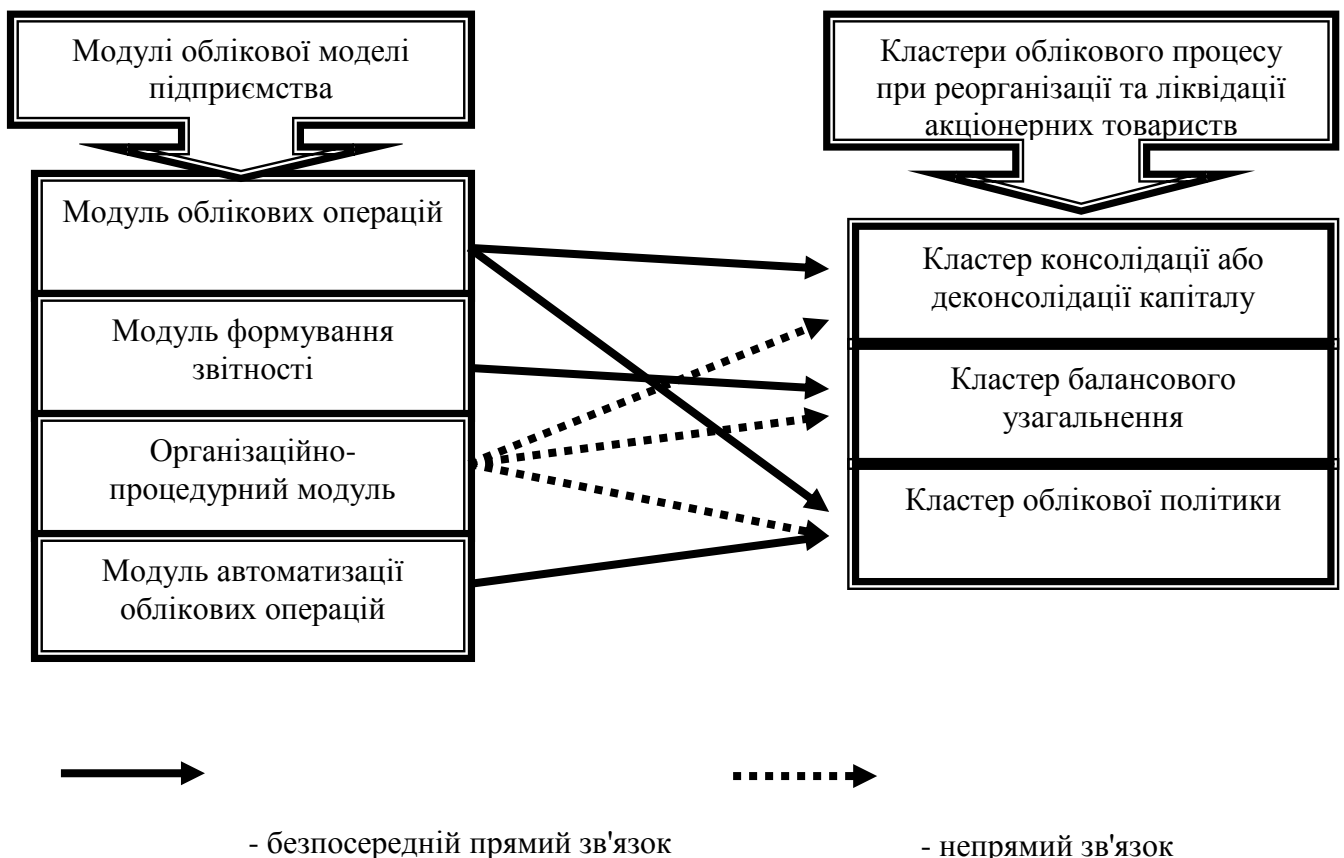 Модулі облікової моделі
підприємства
Модуль облікових операцій
Модуль формування
звітності
Організаційно-
процедурний модуль
Модуль автоматизації
облікових операцій
Кластери облікового процесу
при реорганізації та ліквідації
акціонерних товариств
Кластер консолідації або
деконсолідації капіталу
Кластер балансового
узагальнення
Кластер облікової політики
- безпосередній прямий зв'язок
- непрямий зв'язок